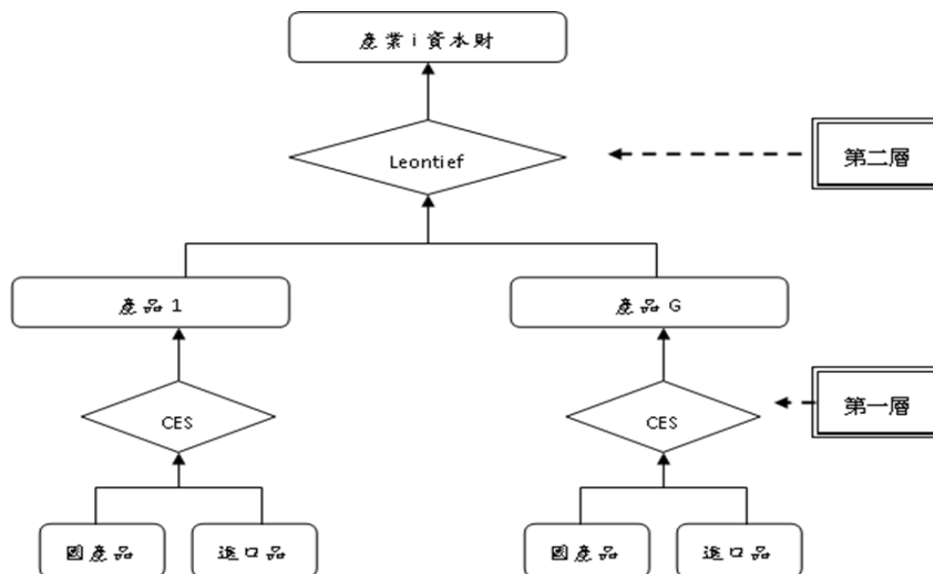 產業 i 資本財
Leontief
第二層
產品 1
產品 G
CES
CES
第一層
國產品
進口品
國產品
進口品